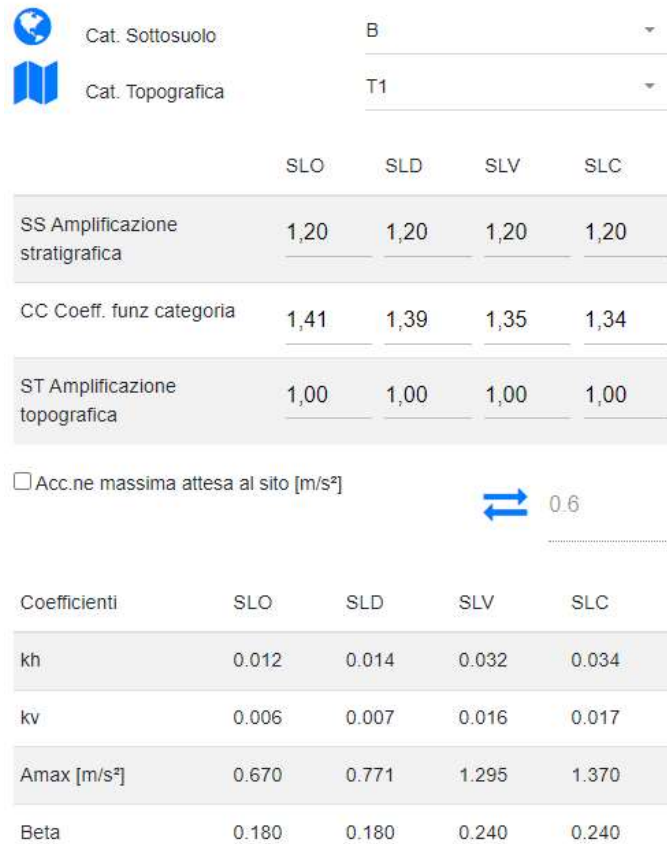 Cat. Sottosuolo B
Cat. Topografica T1
SLO SLD SLV SLC
SS Amplificazione
stratigrafica 1,20 1,20 1,20 1,20
CC Coeff. funz categoria 1,41 1,39 1,35 1,34
ST Amplificazione
topografica 1,00 1,00 1,00 1,00
Acc.ne massima attesa al sito [m/s²]
0.6
Coefficienti SLO SLD SLV SLC
kh 0.012 0.014 0.032 0.034
kv 0.006 0.007 0.016 0.017
Amax [m/s²] 0.670 0.771 1.295 1.370
Beta 0.180 0.180 0.240 0.240